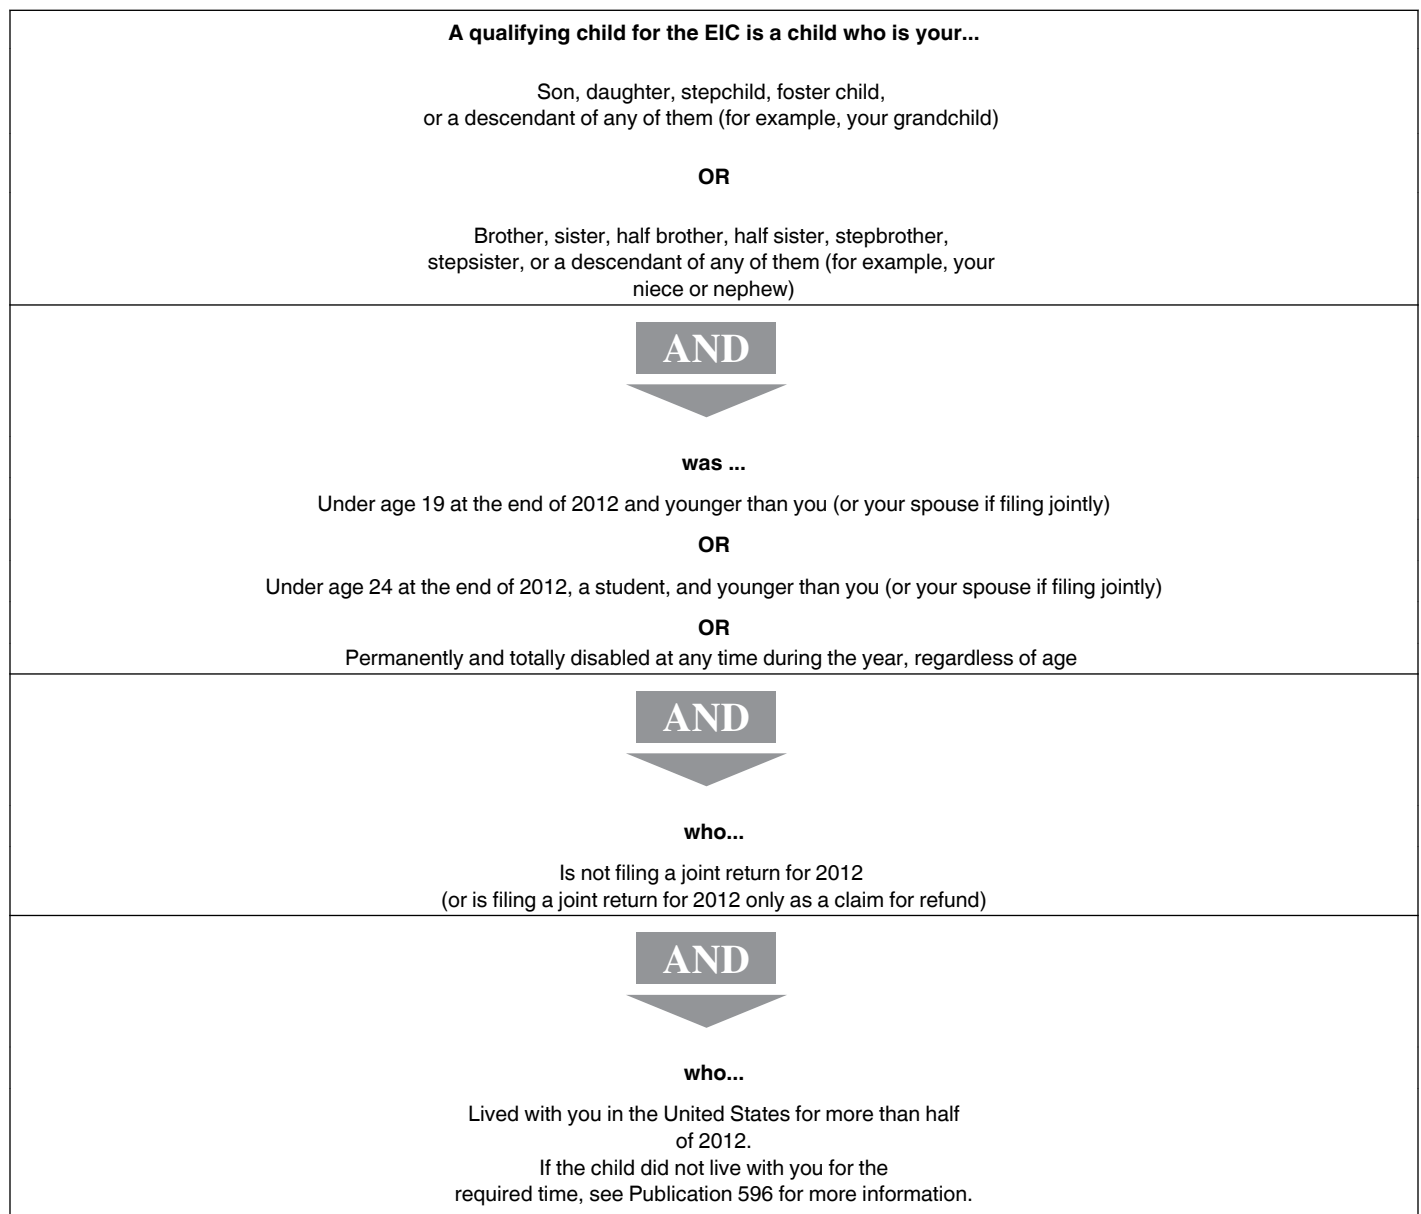 A qualifying child for the EIC is a child who is your...
Son, daughter, stepchild, foster child,
or a descendant of any of them (for example, your grandchild)
OR
Brother, sister, half brother, half sister, stepbrother,
stepsister, or a descendant of any of them (for example, your
niece or nephew)
AND
was ...
Under age 19 at the end of 2012 and younger than you (or your spouse if filing jointly)
OR
Under age 24 at the end of 2012, a student, and younger than you (or your spouse if filing jointly)
OR
Permanently and totally disabled at any time during the year, regardless of age
AND
who...
Is not filing a joint return for 2012
(or is filing a joint return for 2012 only as a claim for refund)
AND
who...
Lived with you in the United States for more than half
of 2012.
If the child did not live with you for the
required time, see Publication 596 for more information.